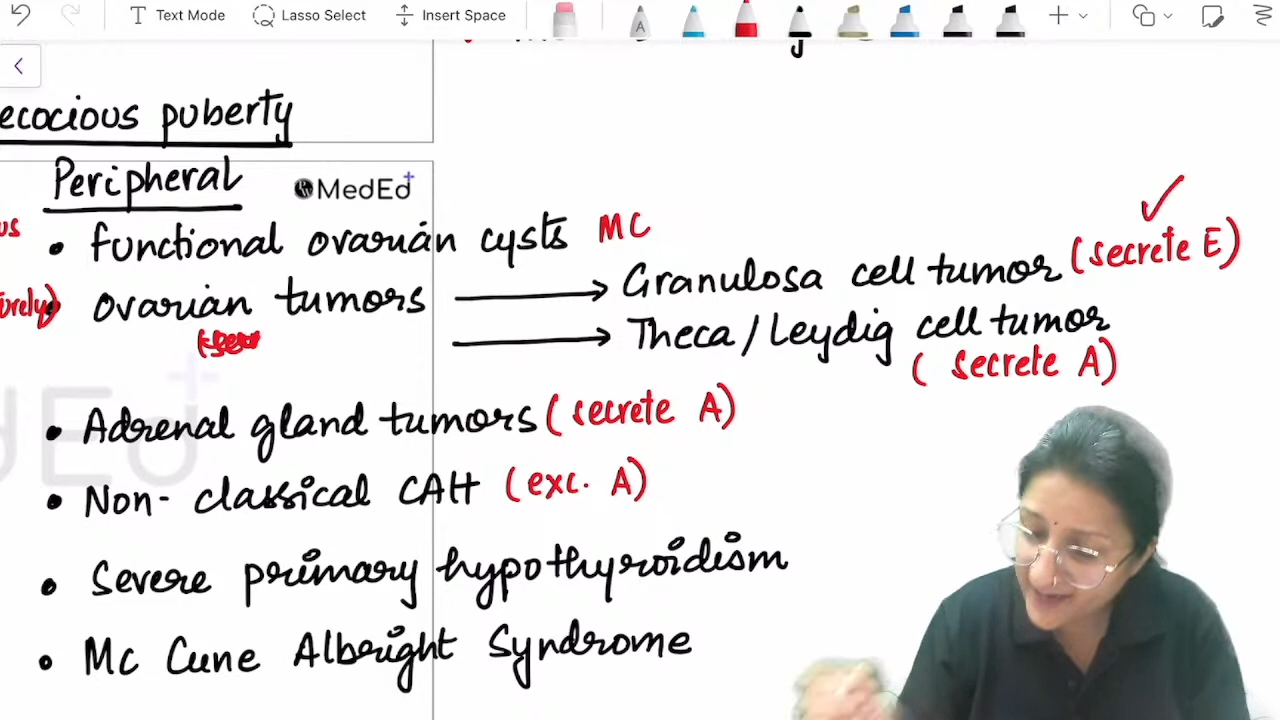 Text Mode Lasso Select Insert Space
A
ecocious puberty
Peripheral
MedEd+
us • functional ovarian cysts MC
urely) ovarian tumors → Granulosa cell tumor (secrete E) ✓
→ Theca/Leydig cell tumor
(secrete A)
• Adrenal gland tumors (secrete A)
• Non-classical CAH (exc. A)
• Severe primary hypothyroidism
• Mc Cune Albright Syndrome